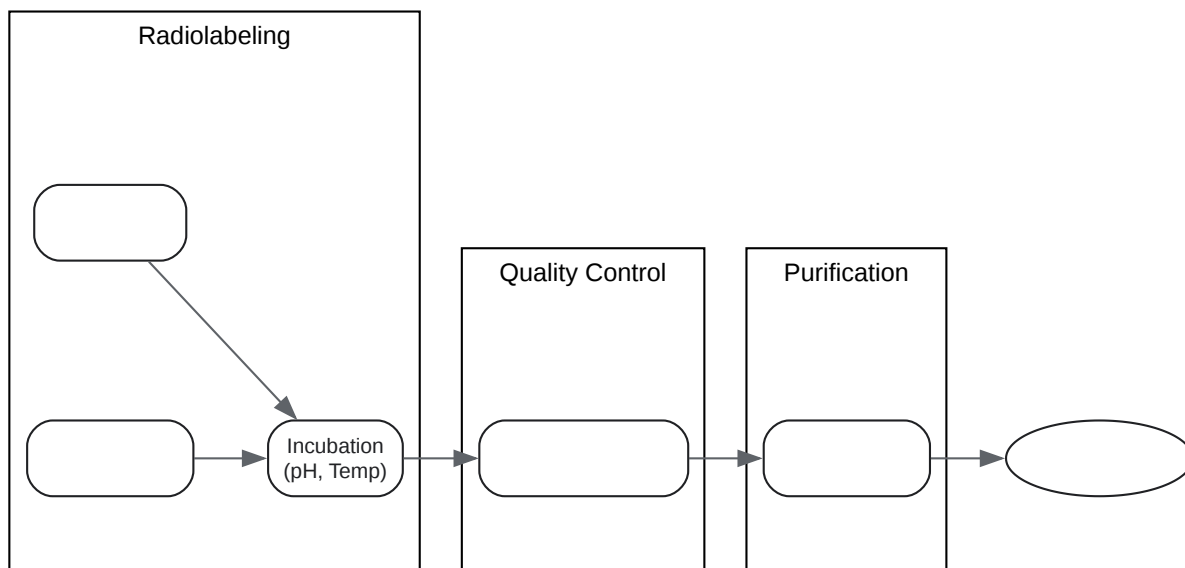 Radiolabeling
Quality Control
Purification
Incubation
(pH, Temp)